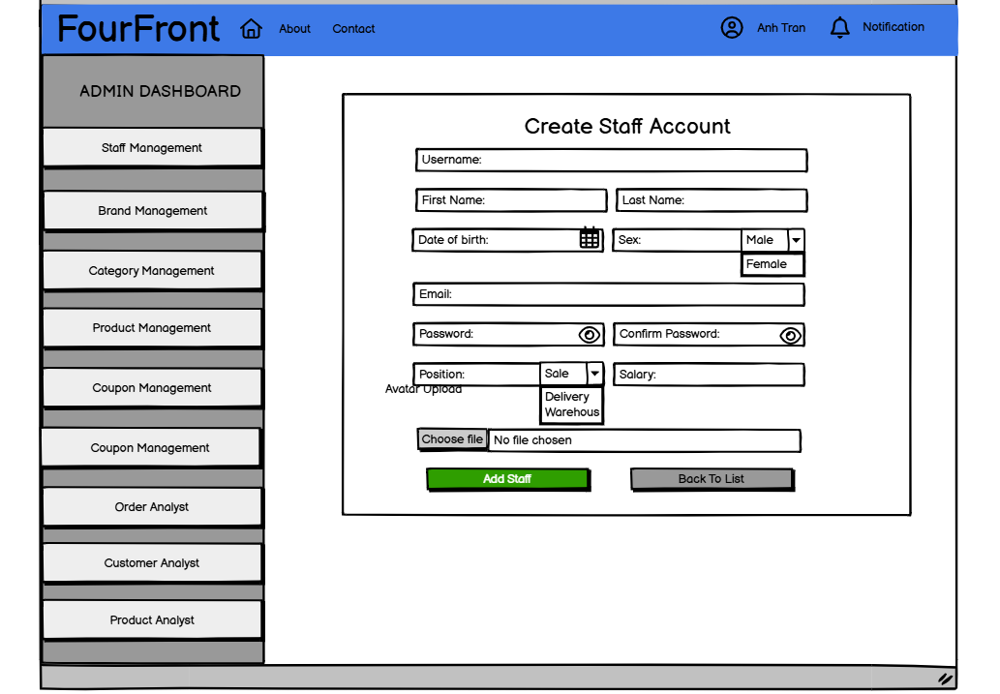 FourFront
About
Contact
Anh Tran
Notification
ADMIN DASHBOARD
Staff Management
Brand Management
Category Management
Product Management
Coupon Management
Coupon Management
Order Analyst
Customer Analyst
Product Analyst
Create Staff Account
Username:
First Name:
Last Name:
Date of birth:
Sex:
Male
Female
Email:
Password:
Confirm Password:
Position:
Sale
Delivery
Warehous
Salary:
Avatar Upload
Choose file
No file chosen
Add Staff
Back To List